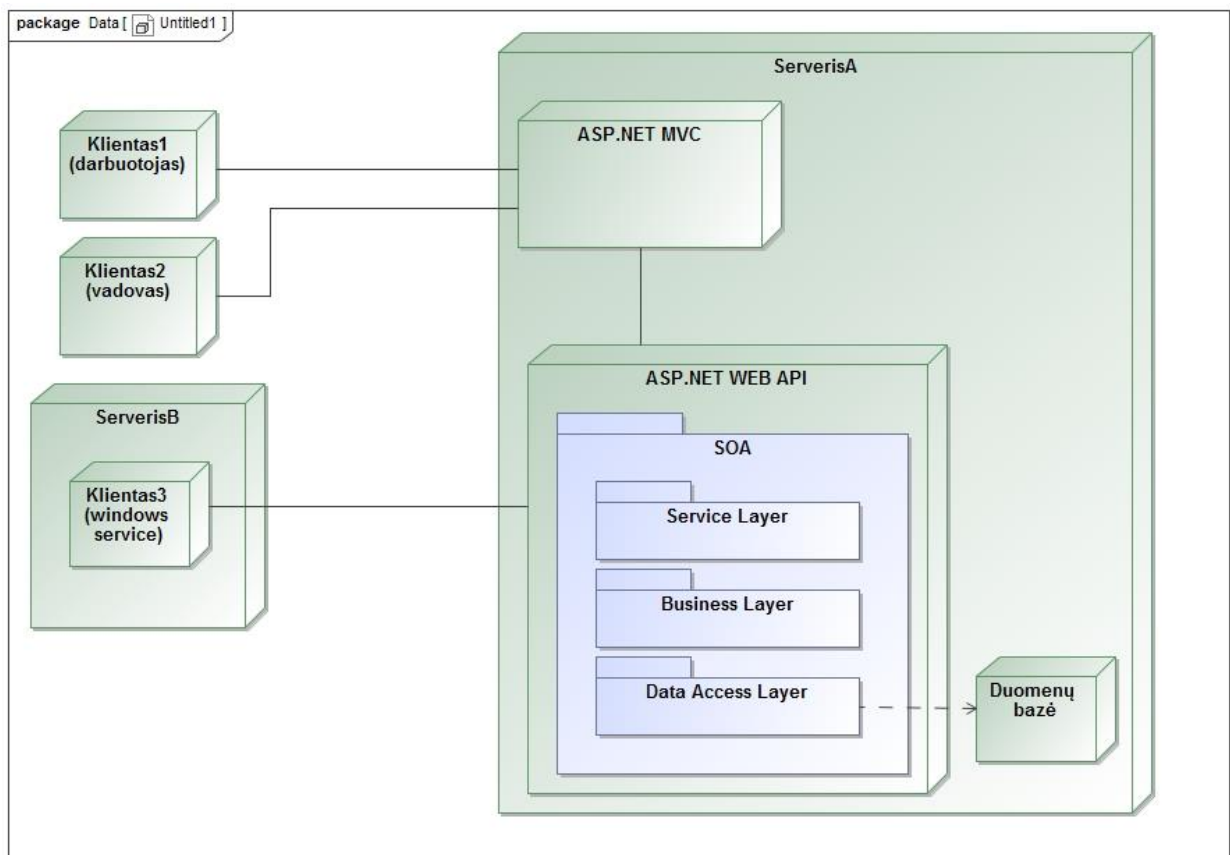 package Data [ Untitled1 ]
ServerisA
Klientas1
(darbuotojas)
ASP.NET MVC
Klientas2
(vadovas)
ASP.NET WEB API
ServerisB
SOA
Klientas3
(windows
service)
Service Layer
Business Layer
Data Access Layer
Duomenų
bazė